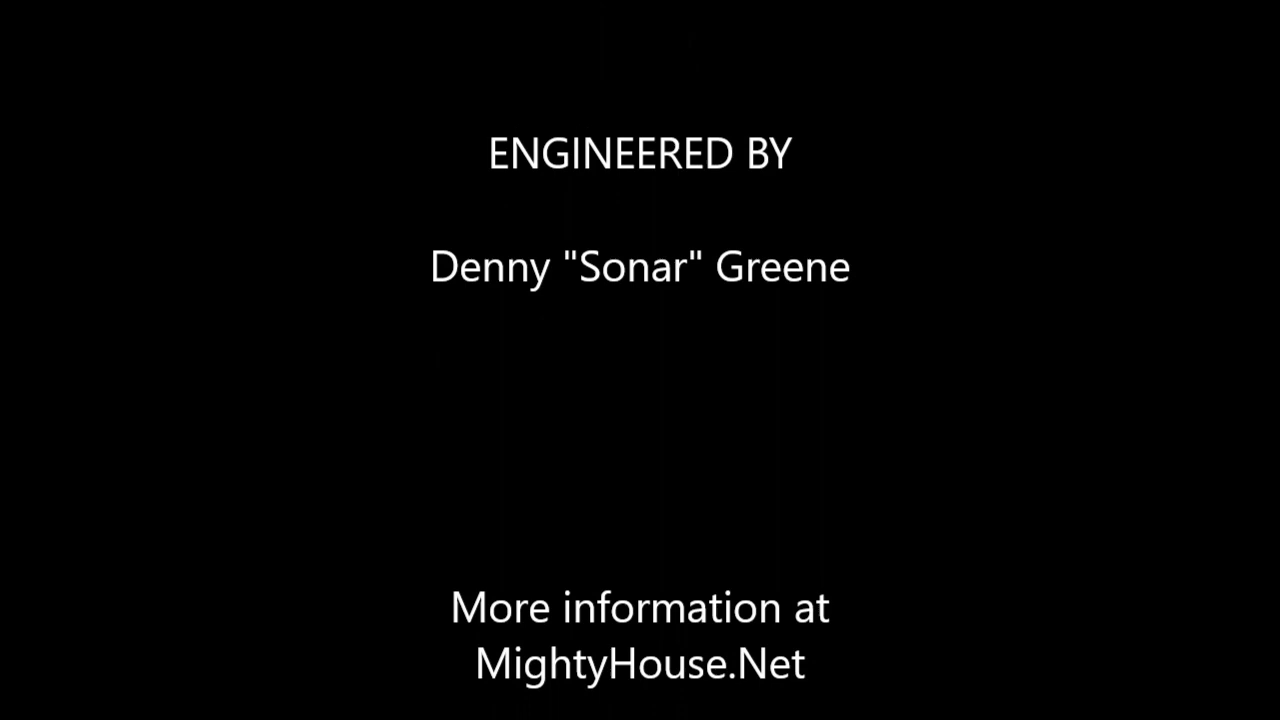 ENGINEERED BY
Denny "Sonar" Greene
More information at
MightyHouse.Net